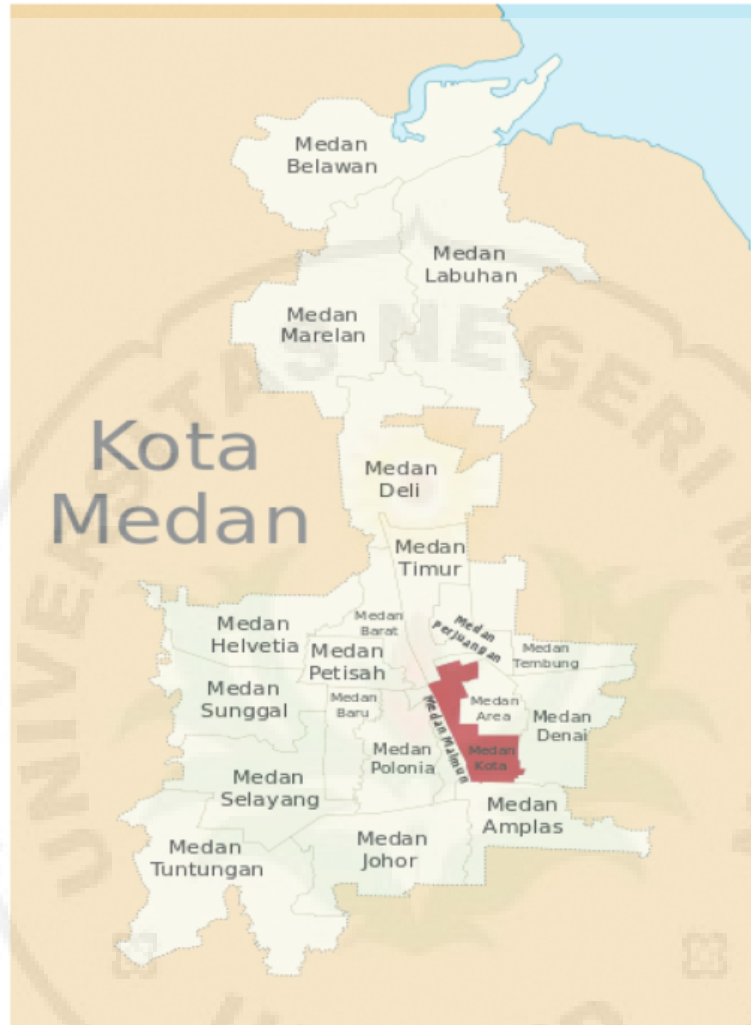 Medan
Belawan
Medan
Labuhan
Medan
Marelan
Kota
Medan
Medan
Deli
Medan
Timur
Medan
Perjuangan
Medan
Barat
Medan
Helvetia
Medan
Petisah
Medan
Tembung
Medan
Sunggal
Medan
Baru
Medan
Area
Medan
Denai
Medan Maimun
Medan
Polonia
Medan
Kota
Medan
Selayang
Medan
Amplas
Medan
Johor
Medan
Tuntungan
UNIVERSITAS NEGERI M